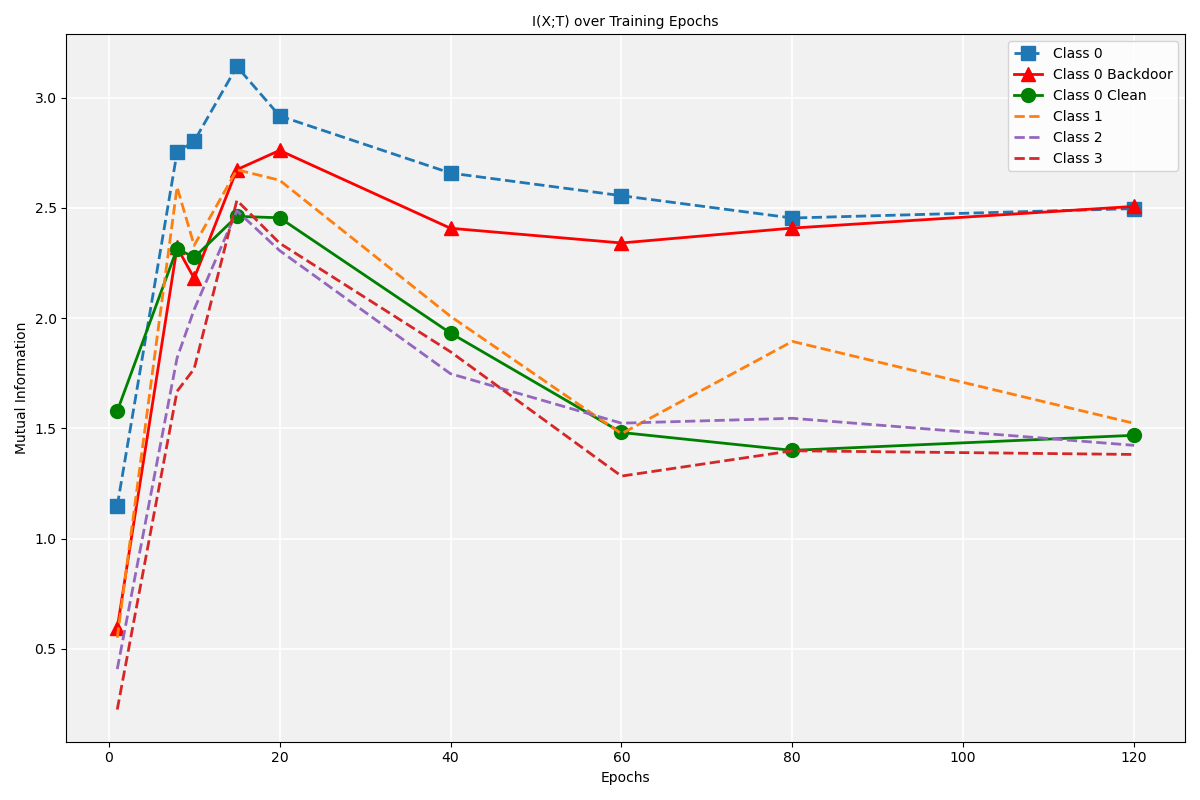 I(X;T) over Training Epochs
Class 0
Class 0 Backdoor
Class 0 Clean
Class 1
Class 2
Class 3
Mutual Information
3.0
2.5
2.0
1.5
1.0
0.5
0 20 40 60 80 100 120
Epochs